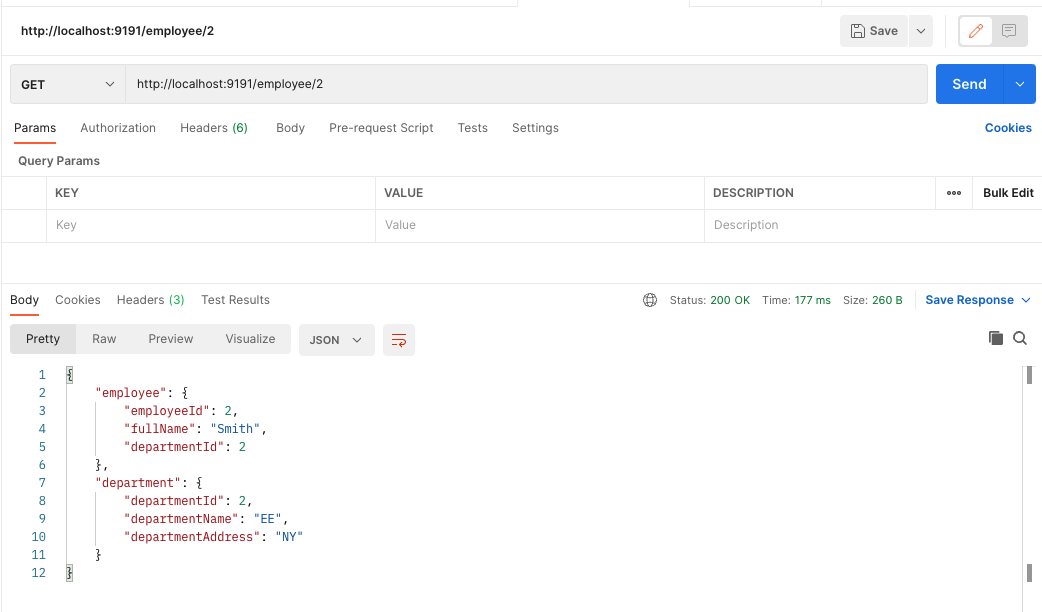 http://localhost:9191/employee/2
Save
GET
http://localhost:9191/employee/2
Send
Params Authorization Headers (6) Body Pre-request Script Tests Settings Cookies
Query Params
KEY VALUE DESCRIPTION ••• Bulk Edit
Key Value Description
Body Cookies Headers (3) Test Results Status: 200 OK Time: 177 ms Size: 260 B Save Response
Pretty Raw Preview Visualize JSON
1 {
2 "employee": {
3 "employeeId": 2,
4 "fullName": "Smith",
5 "departmentId": 2
6 },
7 "department": {
8 "departmentId": 2,
9 "departmentName": "EE",
10 "departmentAddress": "NY"
11 }
12 }